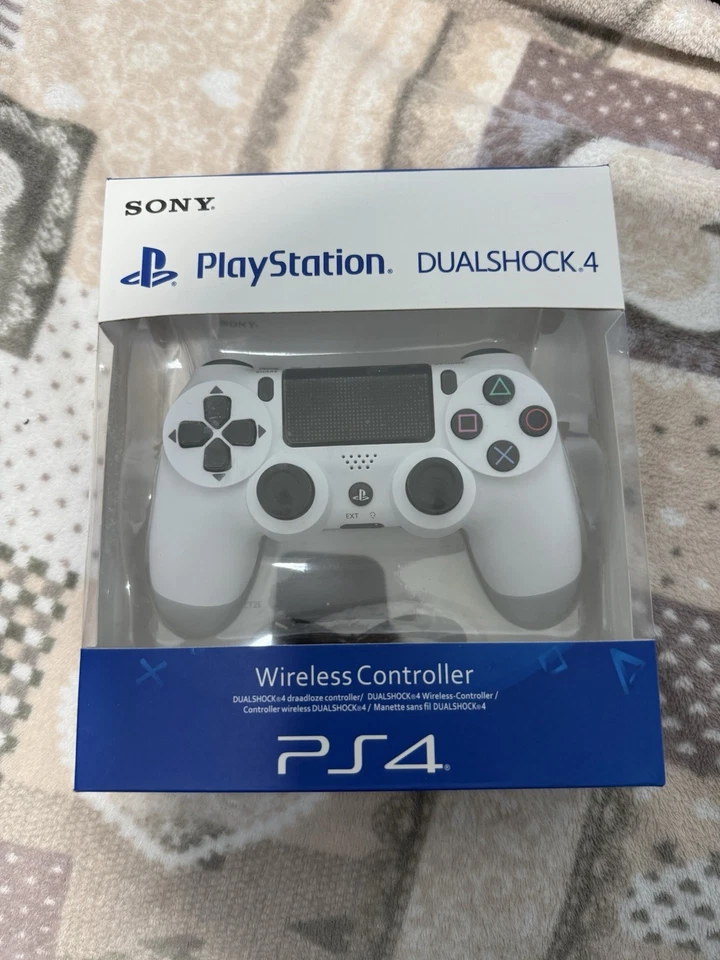 SONY®
PlayStation® DUALSHOCK®4
SONY
EXT
Wireless Controller
DUALSHOCK®4 draadloze controller/ DUALSHOCK®4 Wireless-Controller /
Controller wireless DUALSHOCK®4 / Manette sans fil DUALSHOCK®4
PS4®